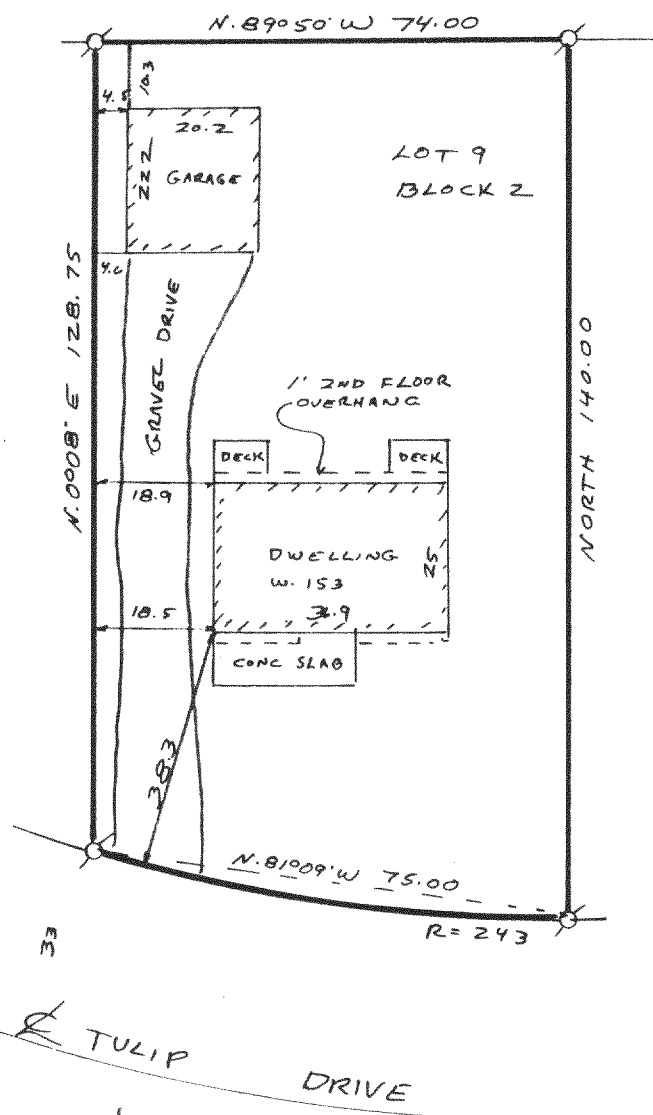 N. 89°50' W 74.00
10.3
4.5
20.2
22.2
GARAGE
LOT 9
BLOCK 2
4.6
N. 0°08' E 128.75
GRAVEL DRIVE
1' 2ND FLOOR
OVERHANG
NORTH 140.00
DECK
DECK
18.9
DWELLING
W. 153
25
18.5
CONC SLAB
38.3
N. 81°09' W 75.00
R= 243
33
℄ TULIP DRIVE